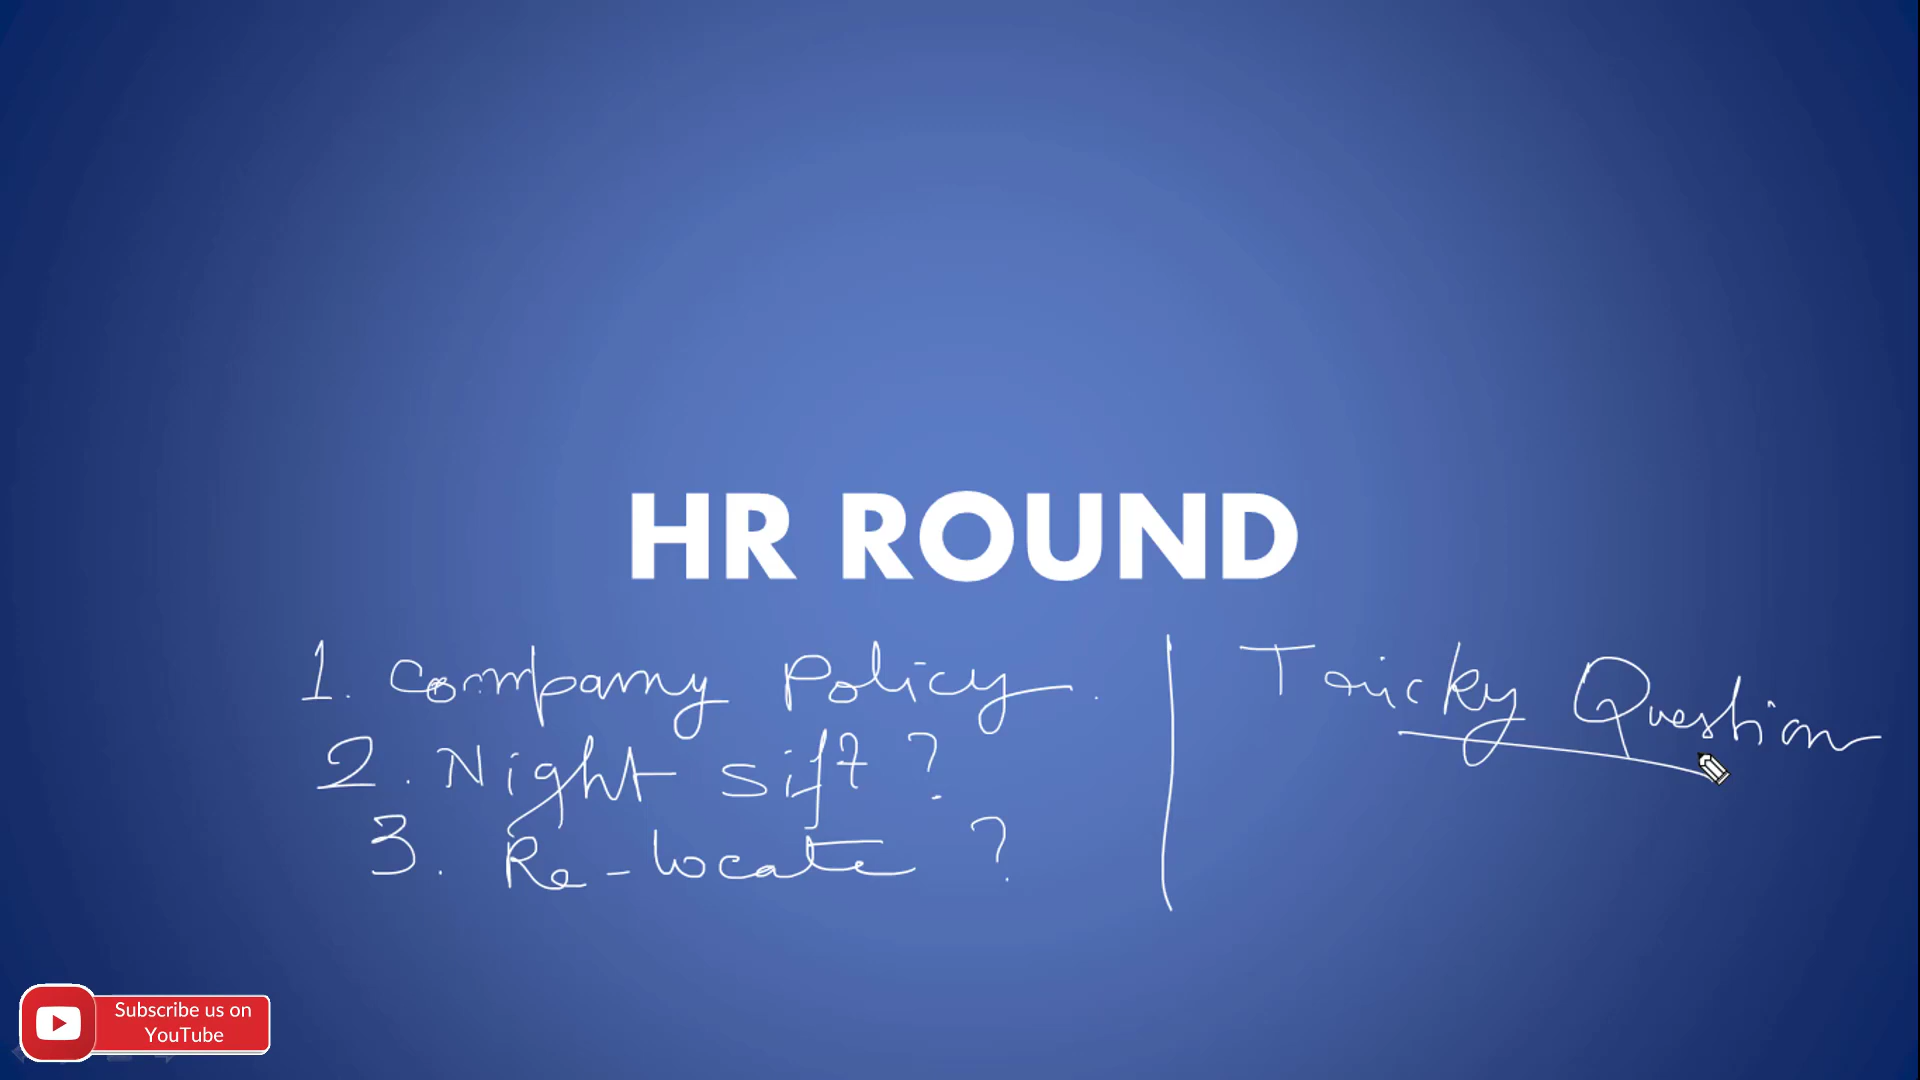 HR ROUND
1. Company Policy.
2. Night sift ?
3. Re-locate ?
Tricky Question
Subscribe us on
YouTube